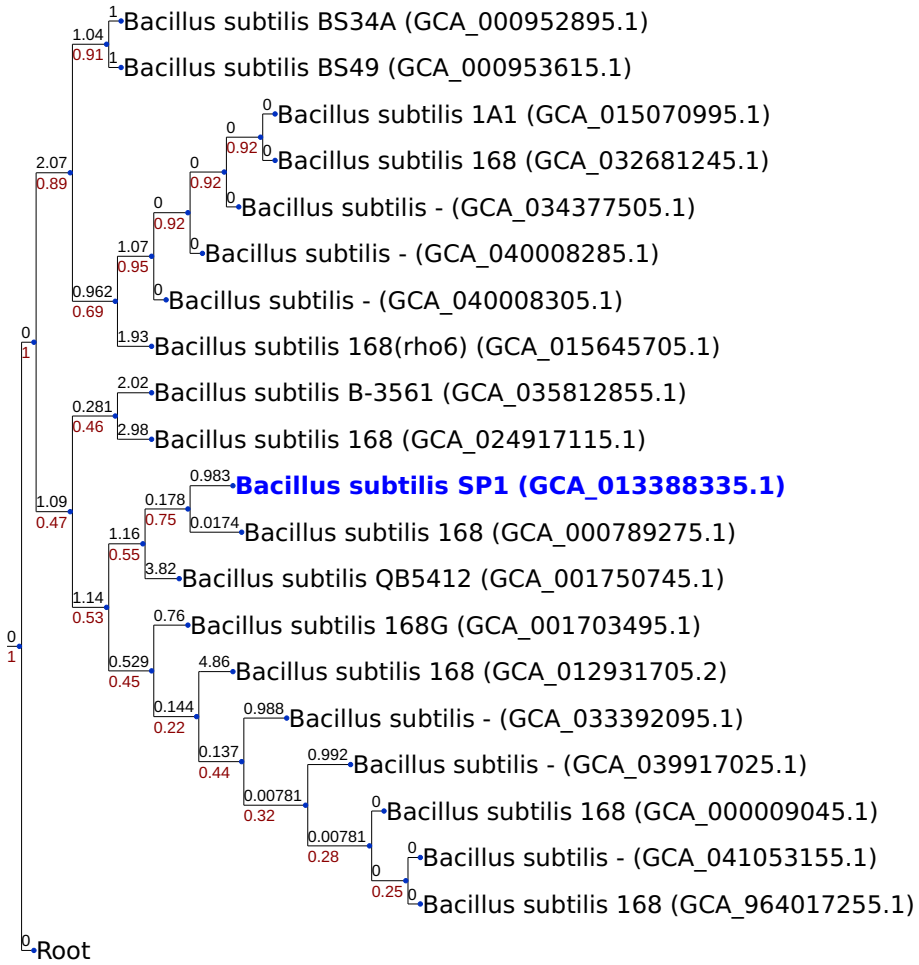 1
Bacillus subtilis BS34A (GCA_000952895.1)
1.04
0.91
1
Bacillus subtilis BS49 (GCA_000953615.1)
0
Bacillus subtilis 1A1 (GCA_015070995.1)
0
0.92
0
Bacillus subtilis 168 (GCA_032681245.1)
2.07
0.89
0
0.92
0
Bacillus subtilis - (GCA_034377505.1)
0
0.92
0
Bacillus subtilis - (GCA_040008285.1)
1.07
0.95
0
Bacillus subtilis - (GCA_040008305.1)
0.962
0.69
1.93
Bacillus subtilis 168(rho6) (GCA_015645705.1)
0
1
2.02
Bacillus subtilis B-3561 (GCA_035812855.1)
0.281
0.46
2.98
Bacillus subtilis 168 (GCA_024917115.1)
0.983
Bacillus subtilis SP1 (GCA_013388335.1)
1.09
0.47
0.178
0.75
0.0174
Bacillus subtilis 168 (GCA_000789275.1)
1.16
0.55
3.82
Bacillus subtilis QB5412 (GCA_001750745.1)
1.14
0.53
0.76
Bacillus subtilis 168G (GCA_001703495.1)
0
1
0.529
0.45
4.86
Bacillus subtilis 168 (GCA_012931705.2)
0.144
0.22
0.988
Bacillus subtilis - (GCA_033392095.1)
0.137
0.44
0.992
Bacillus subtilis - (GCA_039917025.1)
0.00781
0.32
0
Bacillus subtilis 168 (GCA_000009045.1)
0.00781
0.28
0
Bacillus subtilis - (GCA_041053155.1)
0
0.25
0
Bacillus subtilis 168 (GCA_964017255.1)
0
Root